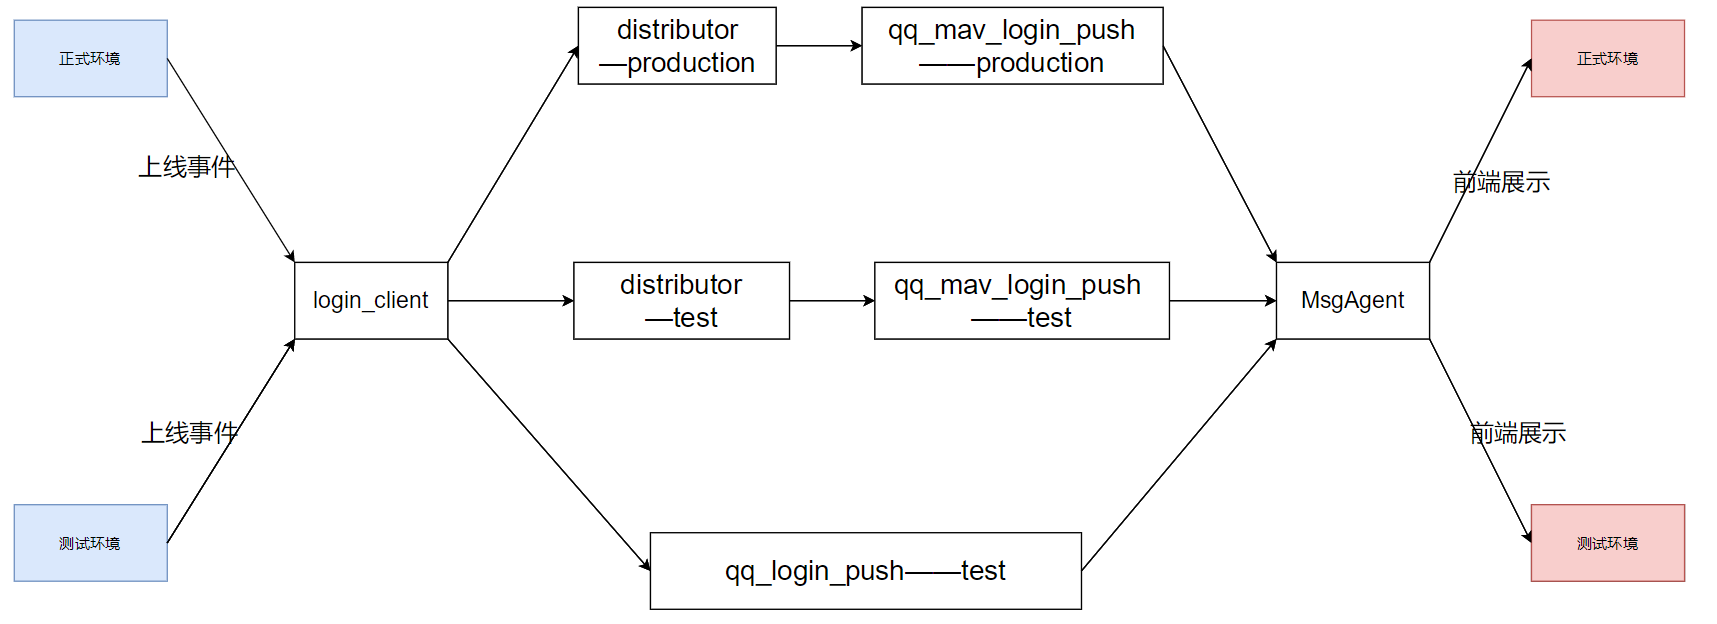 正式环境
distributor
—production
qq_mav_login_push
——production
正式环境
上线事件
前端展示
login_client
distributor
—test
qq_mav_login_push
——test
MsgAgent
上线事件
前端展示
测试环境
qq_login_push——test
测试环境